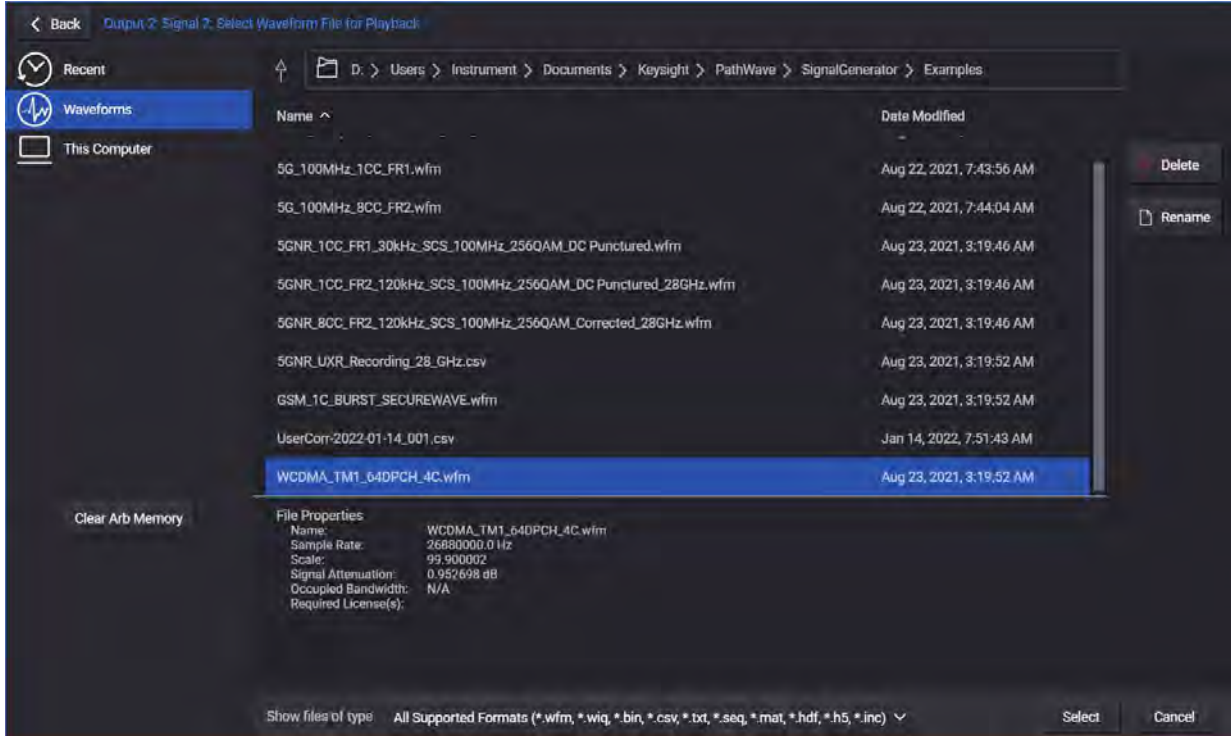 Back Output 2: Signal 2: Select Waveform File for Playback
Recent
D: > Users > Instrument > Documents > Keysight > PathWave > SignalGenerator > Examples
Waveforms
Name Date Modified
This Computer
5G_100MHz_1CC_FR1.wfm Aug 22, 2021, 7:43:56 AM
Delete
5G_100MHz_8CC_FR2.wfm Aug 22, 2021, 7:44:04 AM
Rename
5GNR_1CC_FR1_30kHz_SCS_100MHz_256QAM_DC Punctured.wfm Aug 23, 2021, 3:19:46 AM
5GNR_1CC_FR2_120kHz_SCS_100MHz_256QAM_DC Punctured_28GHz.wfm Aug 23, 2021, 3:19:46 AM
5GNR_8CC_FR2_120kHz_SCS_100MHz_256QAM_Corrected_28GHz.wfm Aug 23, 2021, 3:19:46 AM
5GNR_UXR_Recording_28_GHz.csv Aug 23, 2021, 3:19:52 AM
GSM_1C_BURST_SECUREWAVE.wfm Aug 23, 2021, 3:19:52 AM
UserCorr-2022-01-14_001.csv Jan 14, 2022, 7:51:43 AM
WCDMA_TM1_64DPCH_4C.wfm Aug 23, 2021, 3:19:52 AM
Clear Arb Memory
File Properties
Name: WCDMA_TM1_64DPCH_4C.wfm
Sample Rate: 26880000.0 Hz
Scale: 99.900002
Signal Attenuation: 0.952698 dB
Occupied Bandwidth: N/A
Required License(s):
Show files of type All Supported Formats (*.wfm, *.wiq, *.bin, *.csv, *.txt, *.seq, *.mat, *.hdf, *.h5, *.inc)
Select Cancel